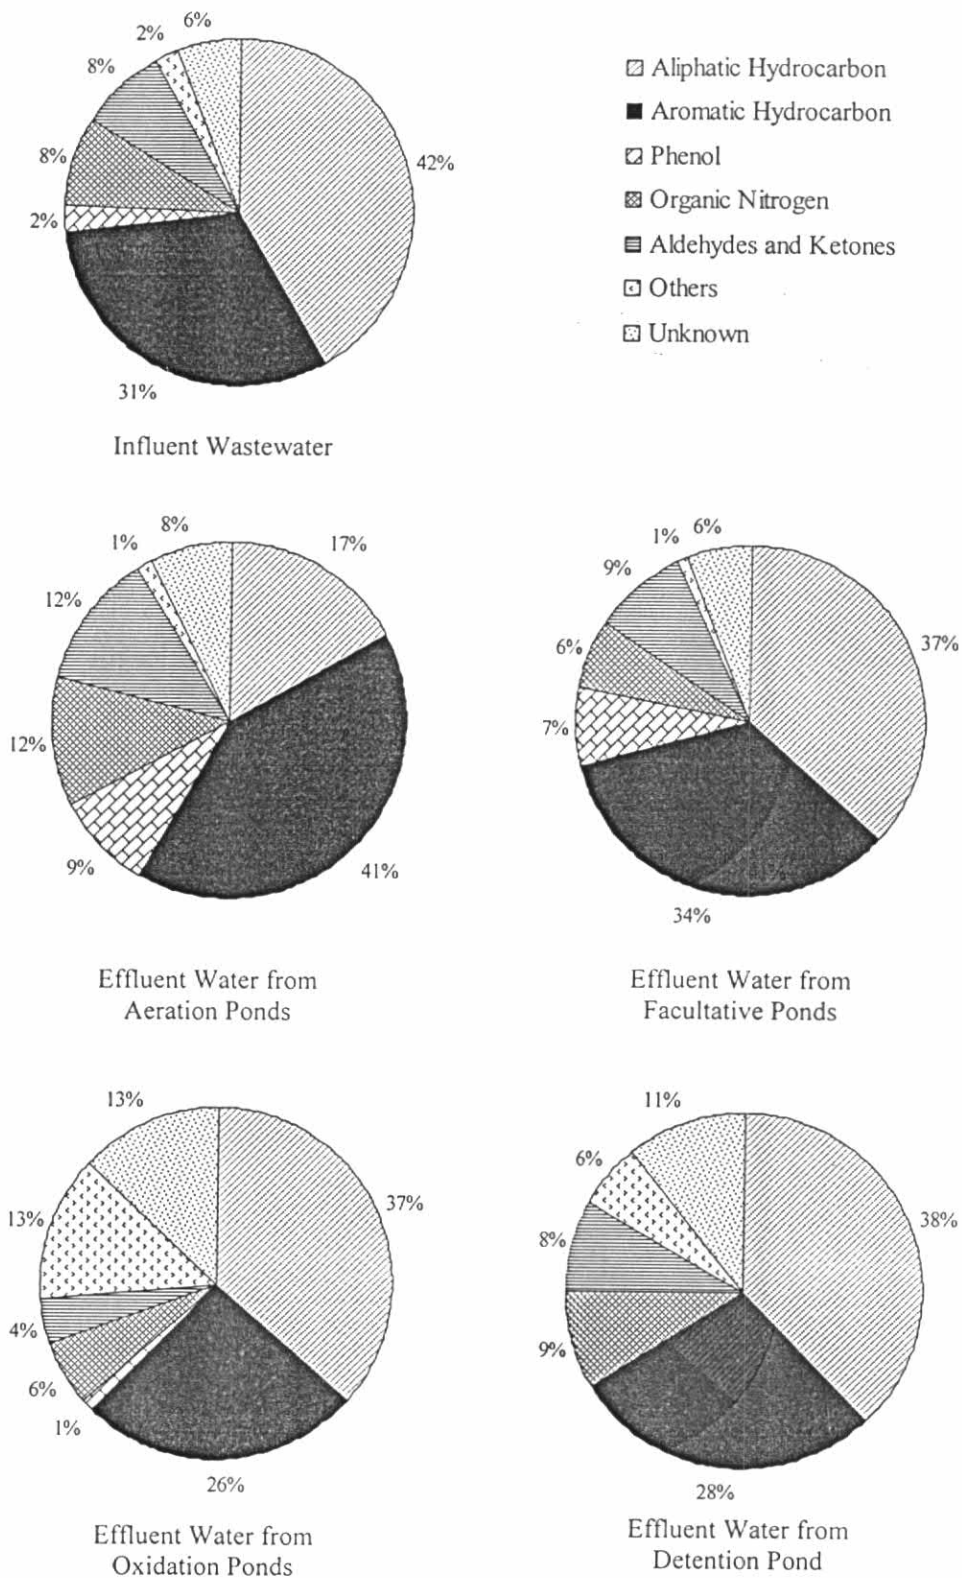 6%
2%
8%
8%
2%
42%
31%
Influent Wastewater
Aliphatic Hydrocarbon
Aromatic Hydrocarbon
Phenol
Organic Nitrogen
Aldehydes and Ketones
Others
Unknown
8%
1%
17%
12%
12%
9%
41%
Effluent Water from
Aeration Ponds
6%
1%
9%
37%
6%
7%
34%
Effluent Water from
Facultative Ponds
13%
37%
13%
4%
6%
1%
26%
Effluent Water from
Oxidation Ponds
11%
6%
38%
8%
9%
28%
Effluent Water from
Detention Pond